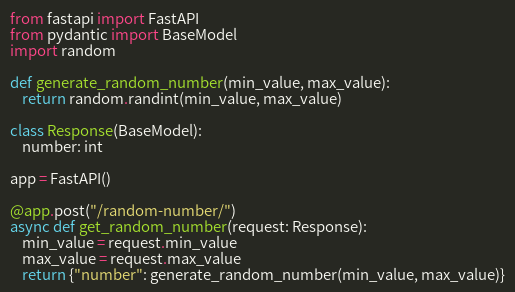 from fastapi import FastAPI
from pydantic import BaseModel
import random

def generate_random_number(min_value, max_value):
    return random.randint(min_value, max_value)

class Response(BaseModel):
    number: int

app = FastAPI()

@app.post("/random-number/")
async def get_random_number(request: Response):
    min_value = request.min_value
    max_value = request.max_value
    return {"number": generate_random_number(min_value, max_value)}